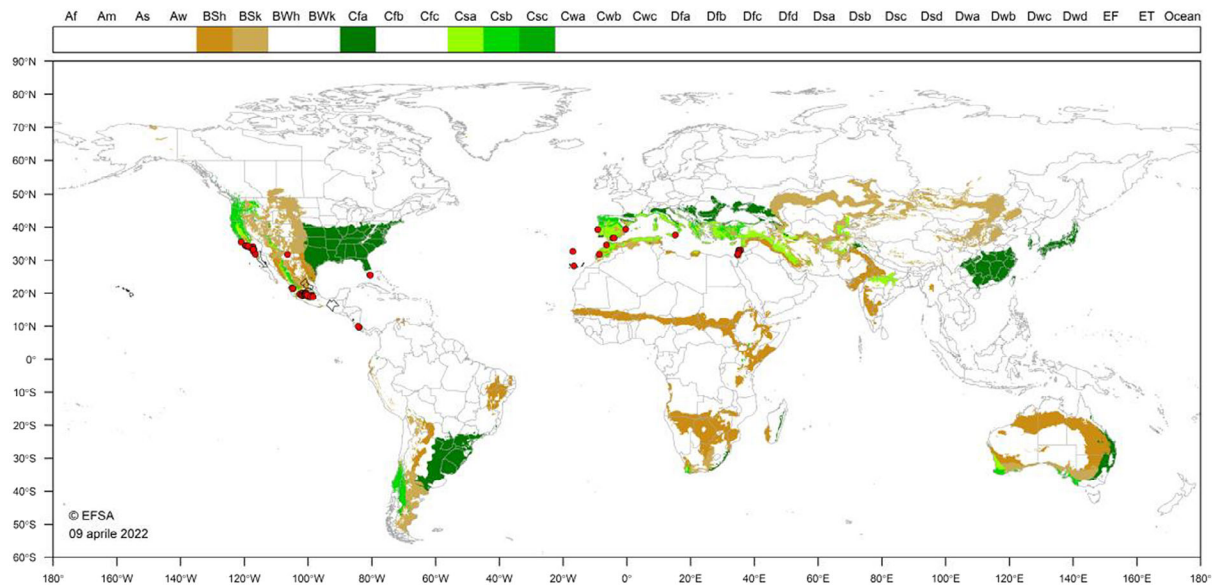 Af Am As Aw BSh BSk BWh BWk Cfa Cfb Cfc Csa Csb Csc Cwa Cwb Cwc Dfa Dfb Dfc Dfd Dsa Dsb Dsc Dsd Dwa Dwb Dwc Dwd EF ET Ocean
90°N
80°N
70°N
60°N
50°N
40°N
30°N
20°N
10°N
0°
10°S
20°S
30°S
40°S
50°S
60°S
© EFSA
09 aprile 2022
180° 160°W 140°W 120°W 100°W 80°W 60°W 40°W 20°W 0° 20°E 40°E 60°E 80°E 100°E 120°E 140°E 160°E 180°